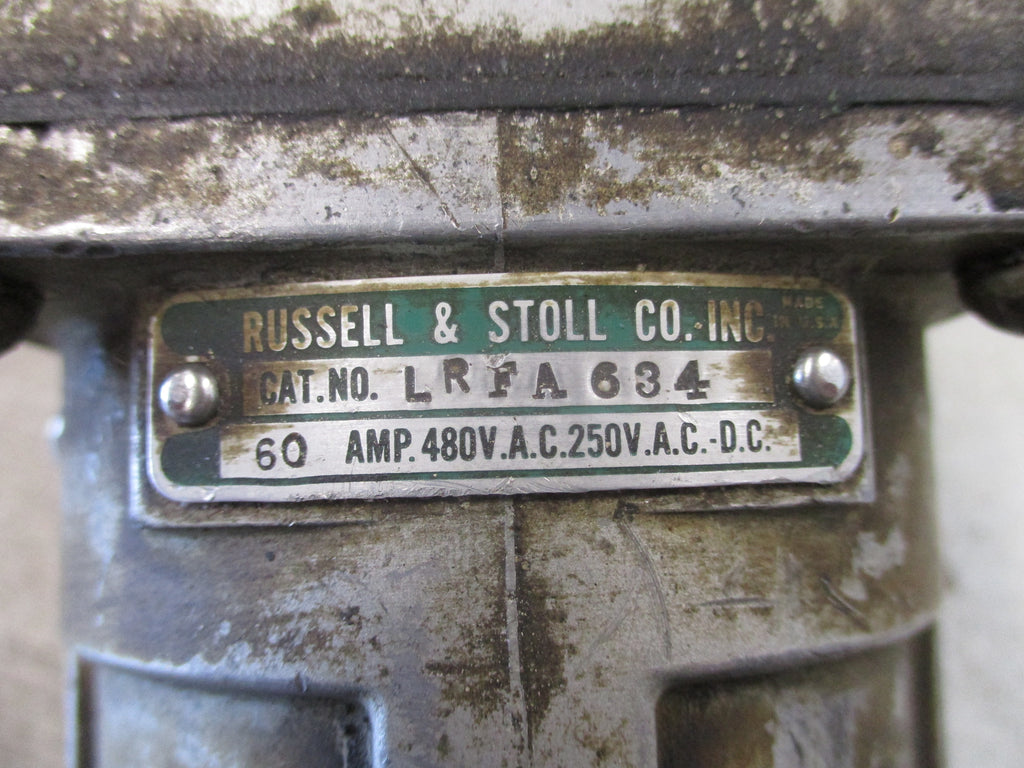 RUSSELL & STOLL CO. INC.
MADE
IN U.S.A
CAT.NO. LRFA 634
60 AMP. 480V.A.C. 250V.A.C.-D.C.